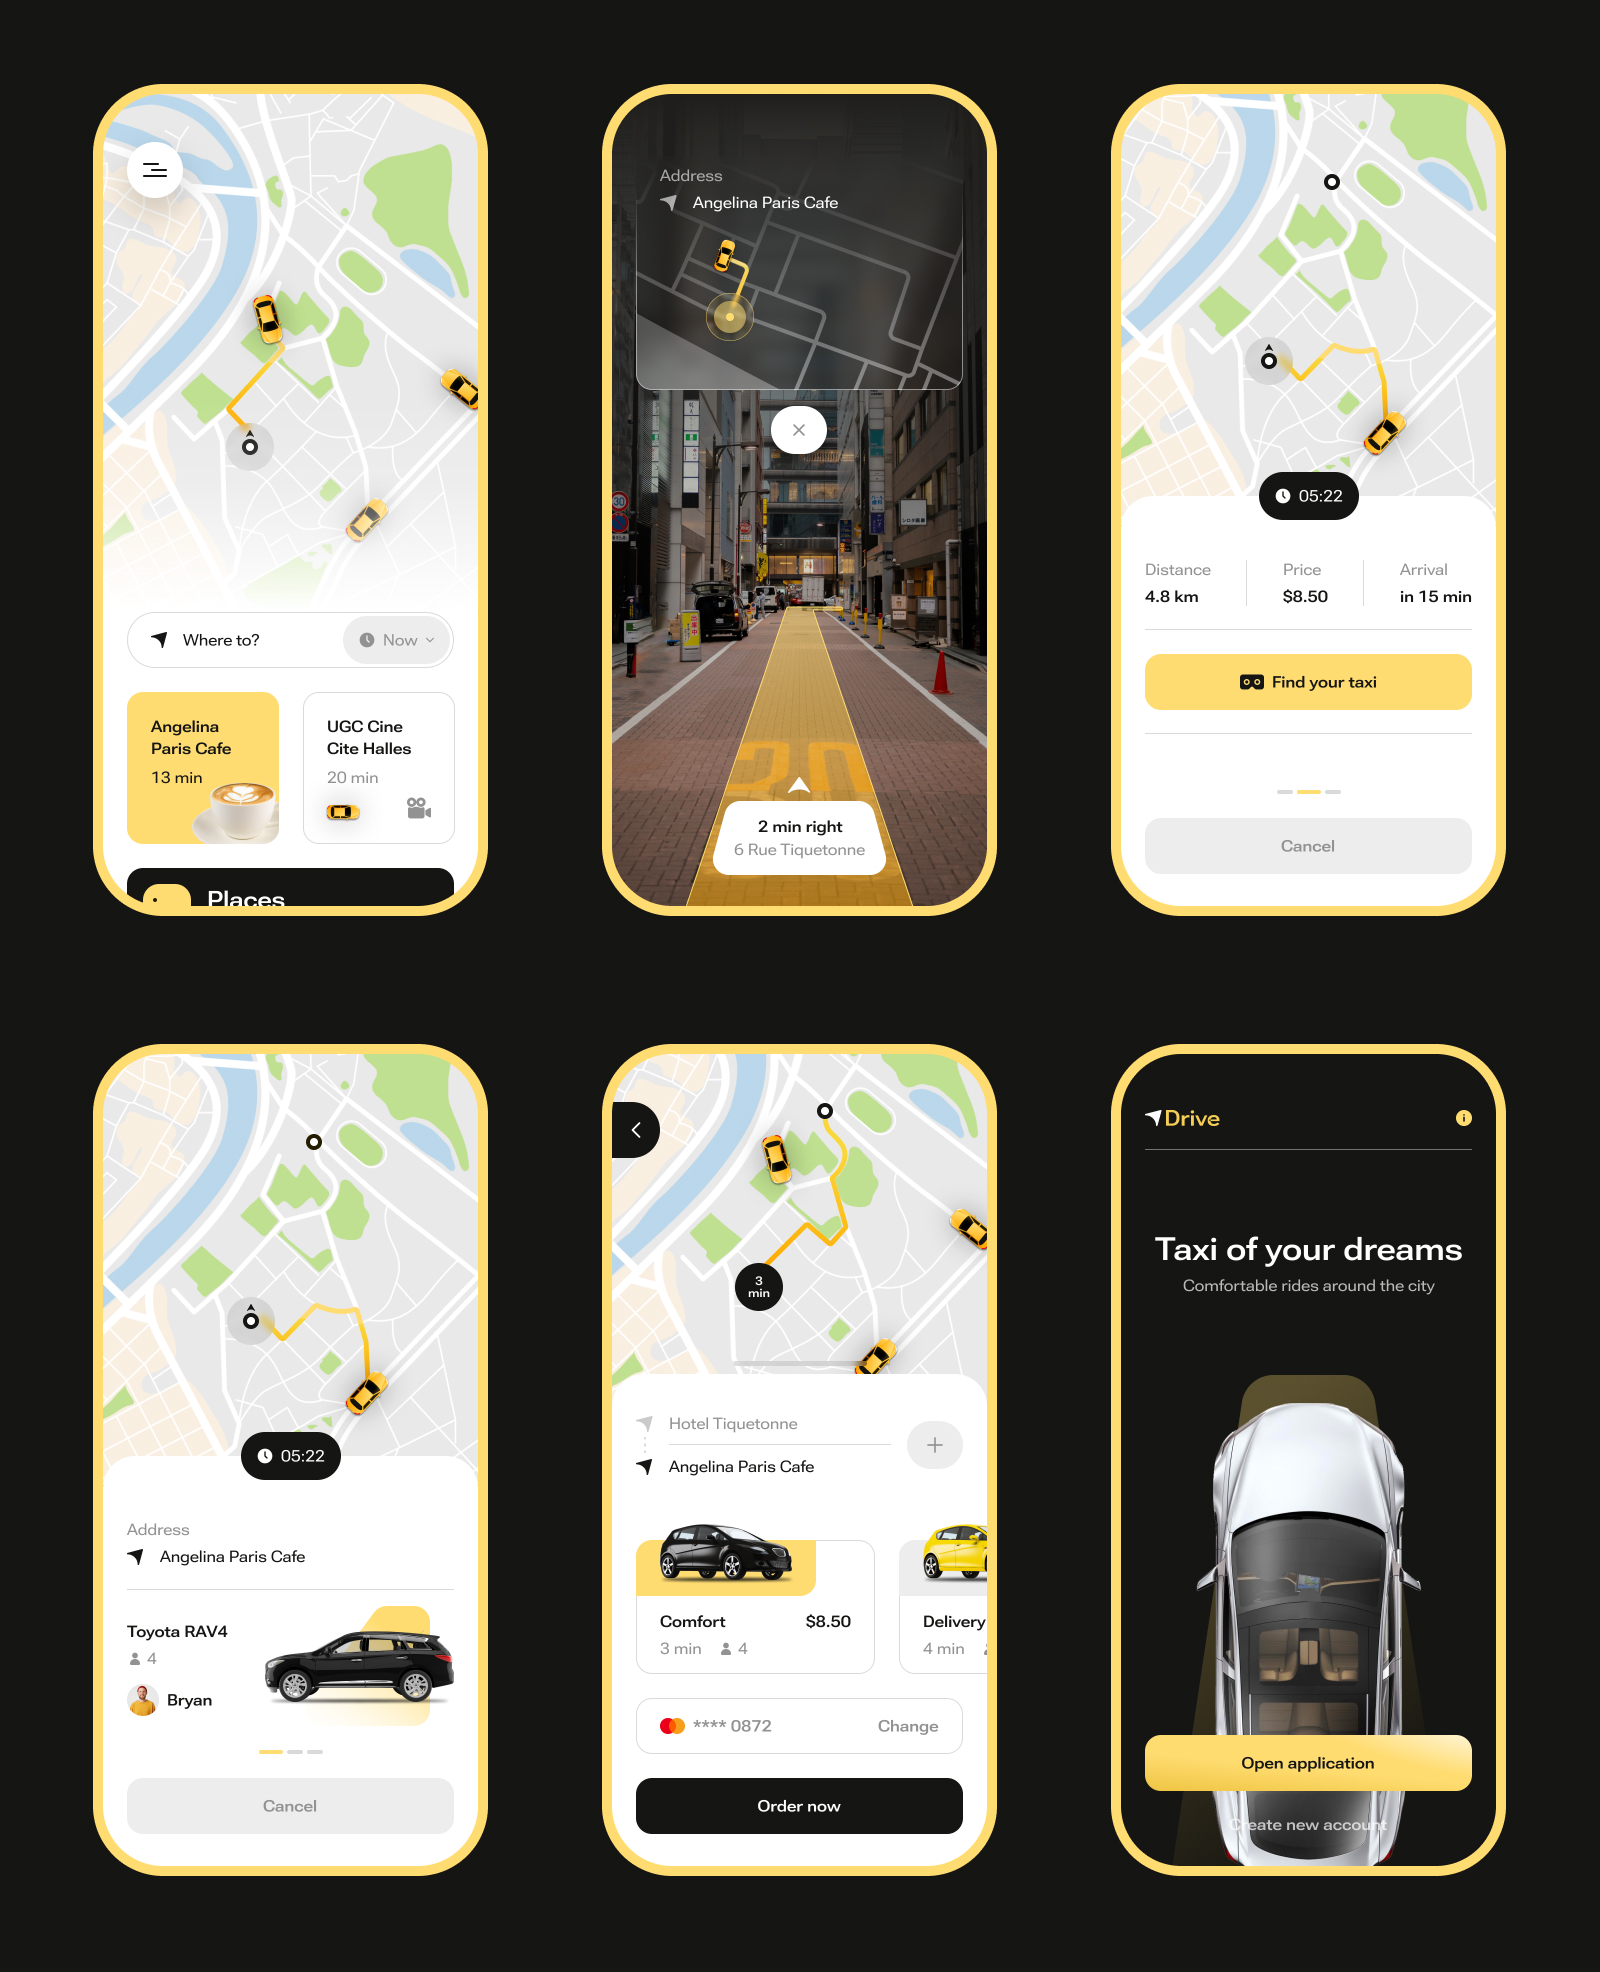 Where to?
Now
Angelina
Paris Cafe
13 min
UGC Cine
Cite Halles
20 min
Places
Address
Angelina Paris Cafe
30
2 min right
6 Rue Tiquetonne
05:22
Distance
Price
Arrival
4.8 km
$8.50
in 15 min
Find your taxi
Cancel
05:22
Address
Angelina Paris Cafe
Toyota RAV4
4
Bryan
Cancel
3
min
Hotel Tiquetonne
Angelina Paris Cafe
Comfort
$8.50
3 min
4
Delivery
4 min
**** 0872
Change
Order now
Drive
Taxi of your dreams
Comfortable rides around the city
Open application
Create new account